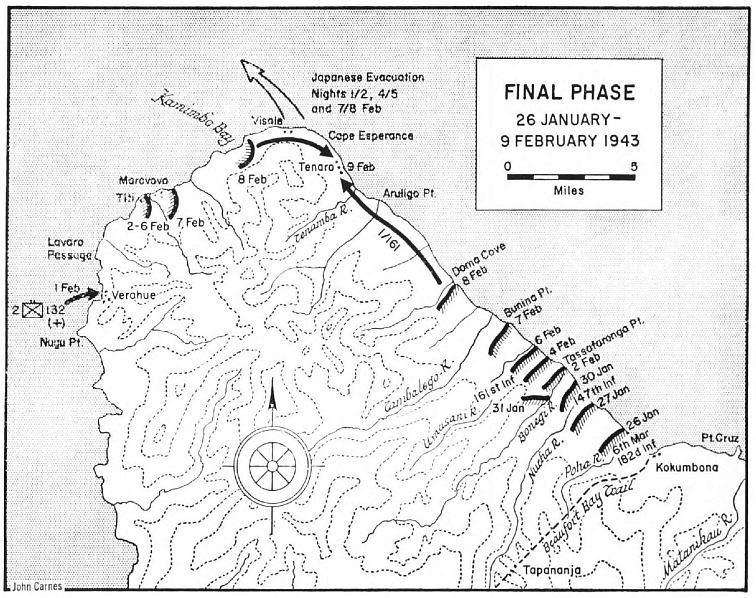 FINAL PHASE
26 JANUARY –
9 FEBRUARY 1943
0 5
Miles
Japanese Evacuation
Nights 1/2, 4/5
and 7/8 Feb
Kamimbo Bay
Visale
Cape Esperance
8 Feb
Tenaro
9 Feb
Aruligo Pt.
Maravovo
Titi
2-6 Feb
7 Feb
Tenamba R.
1/161
Lavaro
Passage
1 Feb
Verahue
2 132
(+)
Nugu Pt.
Doma Cove
8 Feb
Bunina Pt.
7 Feb
6 Feb
4 Feb
Tassafaronga Pt.
2 Feb
30 Jan
147th Inf
27 Jan
161st Inf
31 Jan
Tambalego R.
Umasani R.
Bonegi R.
Nueha R.
Poha R.
26 Jan
6th Mar
182d Inf
Pt. Cruz
Kokumbona
Beaufort Bay Trail
Matanikau R.
Tapananja
John Carnes